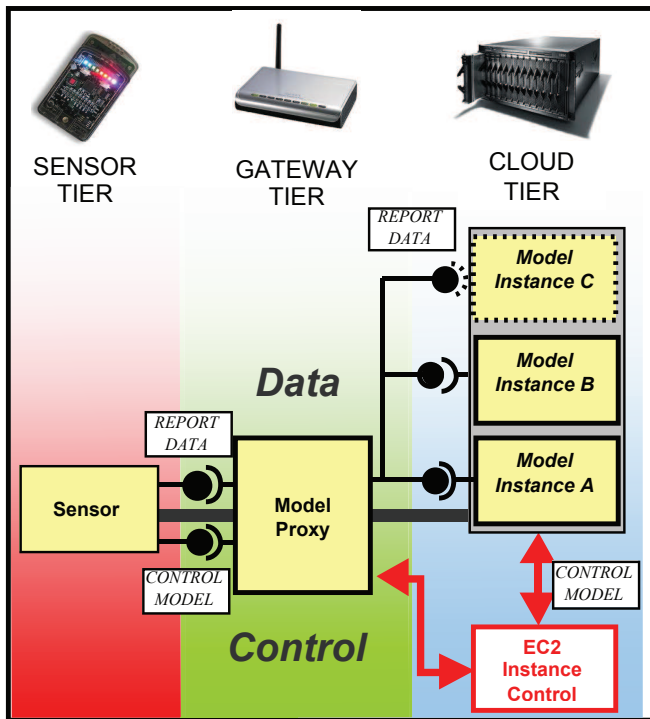 SENSOR
TIER
GATEWAY
TIER
CLOUD
TIER
REPORT
DATA
Model
Instance C
Data
Model
Instance B
REPORT
DATA
Model
Instance A
Sensor
Model
Proxy
CONTROL
MODEL
CONTROL
MODEL
Control
EC2
Instance
Control